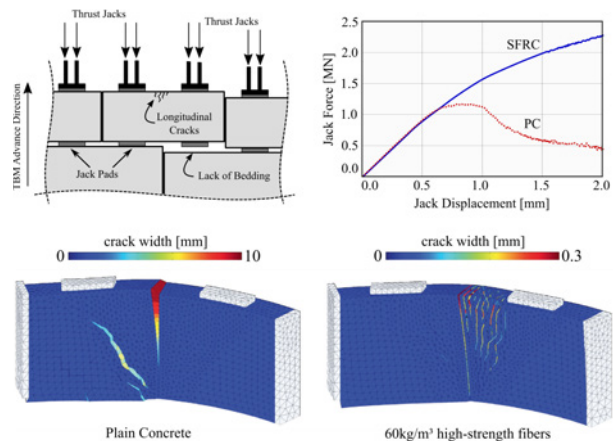 Thrust Jacks
Thrust Jacks
TBM Advance Direction
Longitudinal
Cracks
Jack Pads
Lack of Bedding
Jack Force [MN]
2.5
2.0
1.5
1.0
0.5
0.0
SFRC
PC
0.0
0.5
1.0
1.5
2.0
Jack Displacement [mm]
crack width [mm]
0
10
Plain Concrete
crack width [mm]
0
0.3
60kg/m³ high-strength fibers